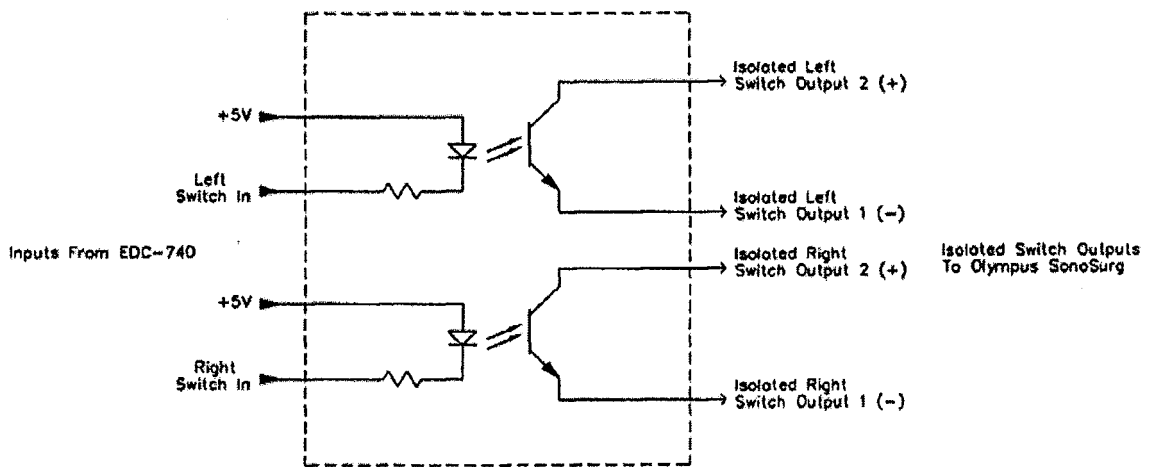 Isolated Left
Switch Output 2 (+)
+5V
Left
Switch In
Isolated Left
Switch Output 1 (-)
Inputs From EDC-740
Isolated Right
Switch Output 2 (+)
Isolated Switch Outputs
To Olympus SonoSurg
+5V
Right
Switch In
Isolated Right
Switch Output 1 (-)